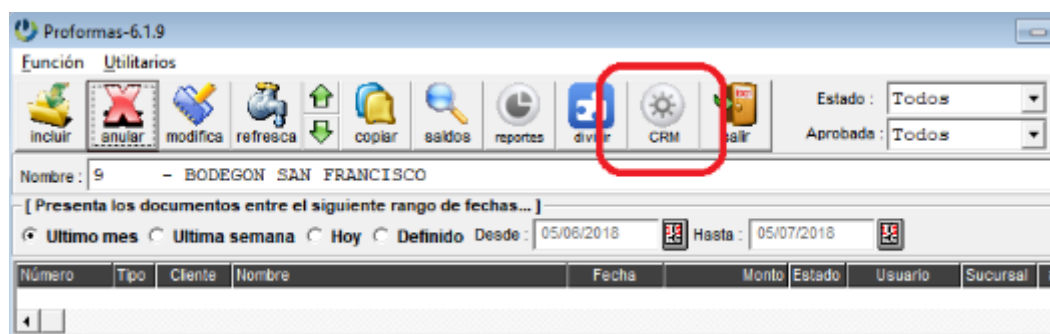 Proformas-6.1.9
Función Utilitarios
incluir anular modifica refresca copiar saldos reportes dividir CRM salir
Estado : Todos
Aprobada : Todos
Nombre : 9 - BODEGON SAN FRANCISCO
[ Presenta los documentos entre el siguiente rango de fechas... ]
Ultimo mes Ultima semana Hoy Definido Desde : 05/06/2018 Hasta : 05/07/2018
Número Tipo Cliente Nombre Fecha Monto Estado Usuario Sucursal